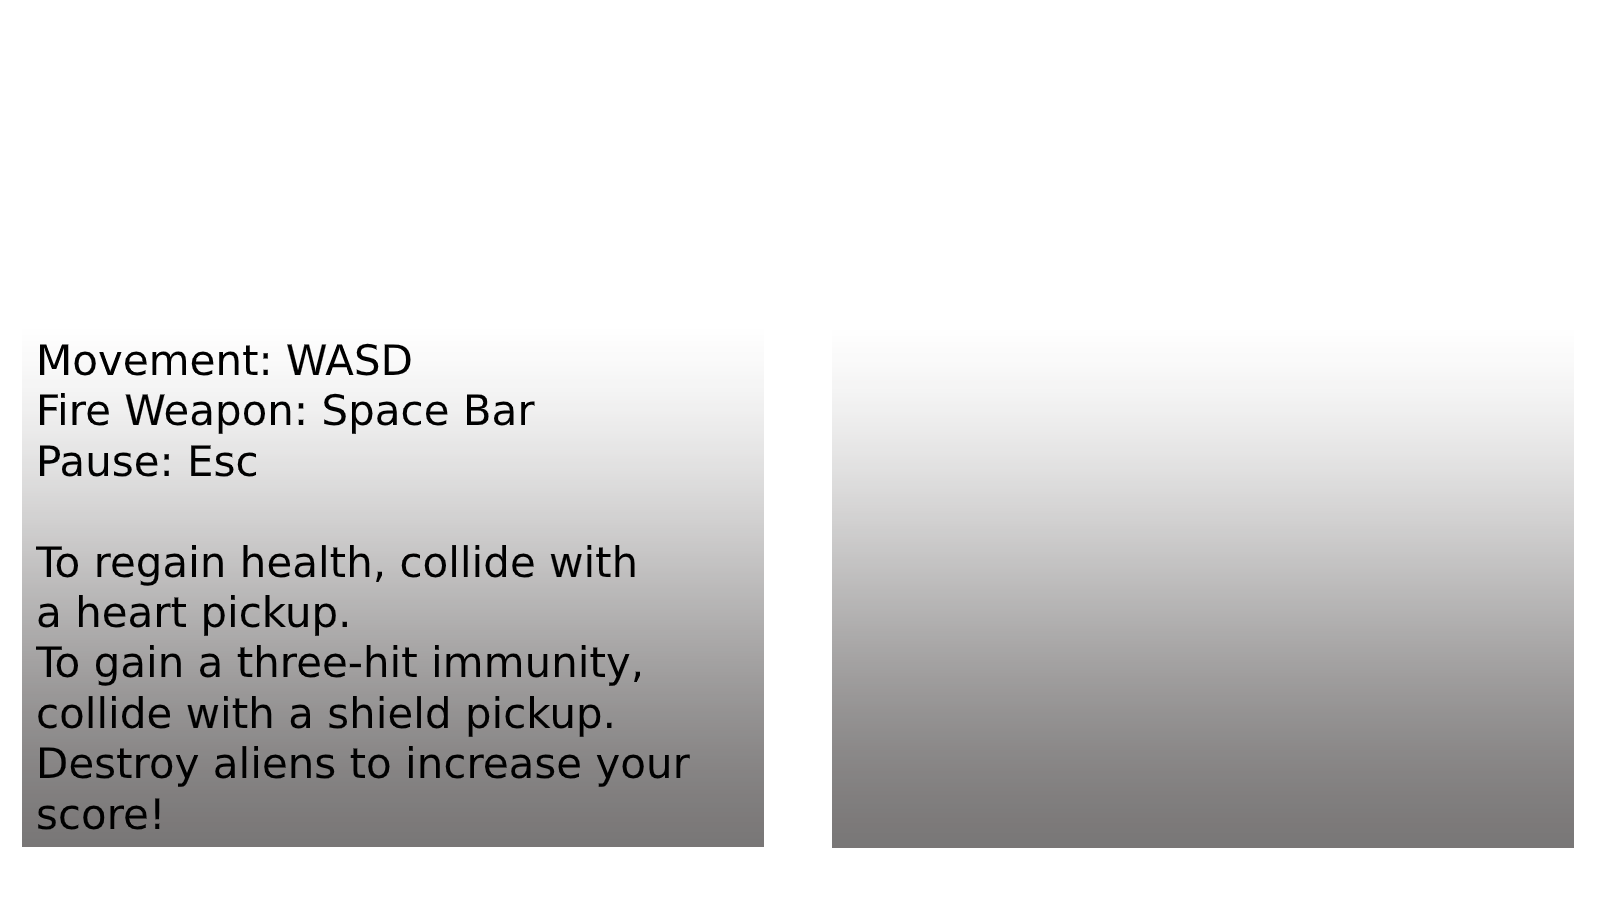 Movement: WASD
Fire Weapon: Space Bar
Pause: Esc
To regain health, collide with
a heart pickup.
To gain a three-hit immunity,
collide with a shield pickup.
Destroy aliens to increase your
score!